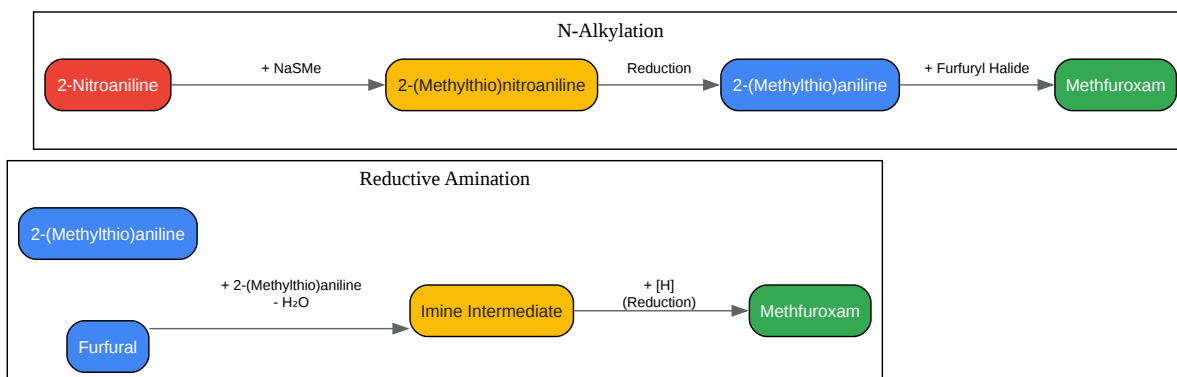 N-Alkylation
2-Nitroaniline
+ NaSMe
2-(Methylthio)nitroaniline
Reduction
2-(Methylthio)aniline
+ Furfuryl Halide
Methfuroxam
Reductive Amination
2-(Methylthio)aniline
Furfural
+ 2-(Methylthio)aniline
- H₂O
Imine Intermediate
+ [H]
(Reduction)
Methfuroxam